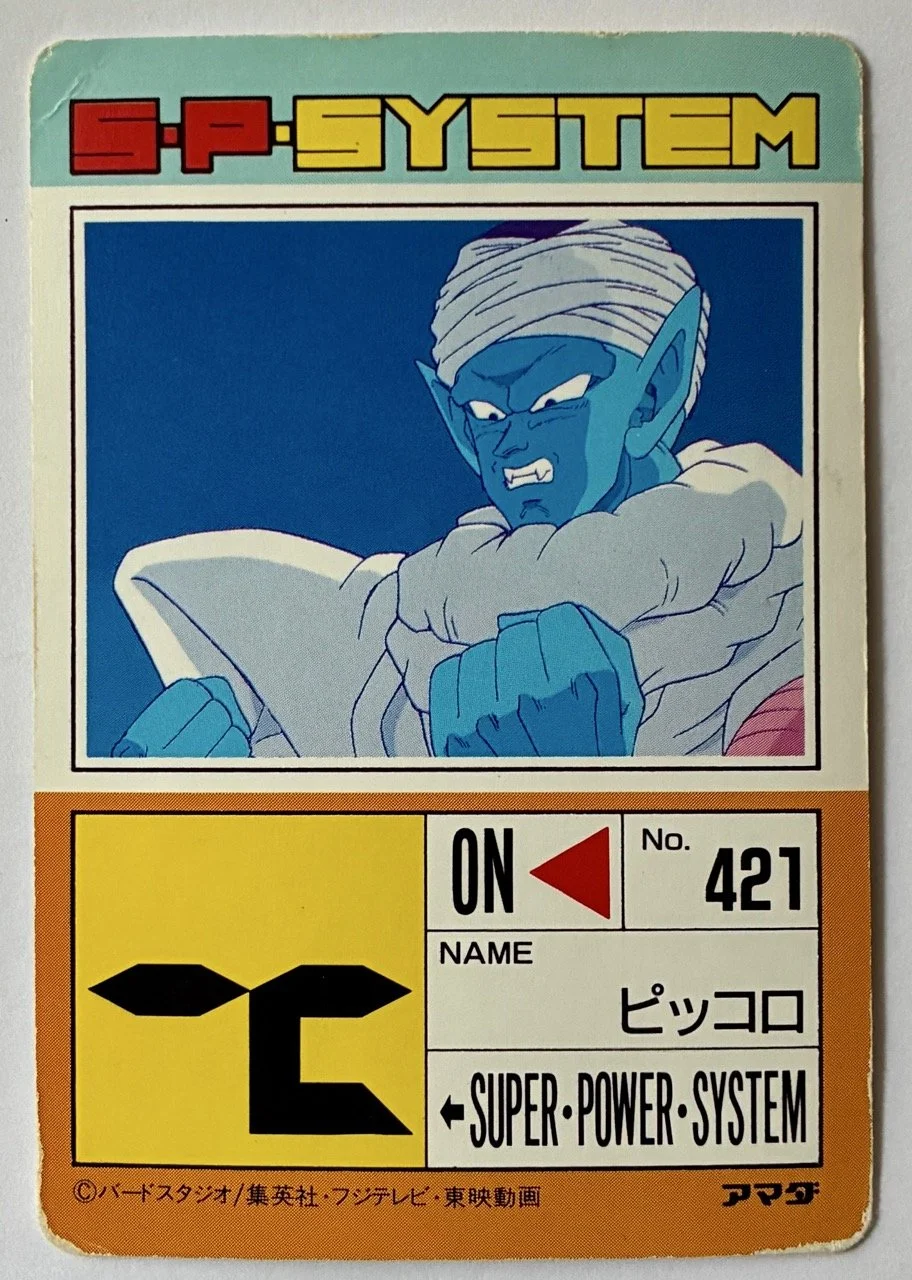 S·P·SYSTEM
ON
No. 421
NAME
ピッコロ
←SUPER·POWER·SYSTEM
©バードスタジオ/集英社·フジテレビ·東映動画
アマダ